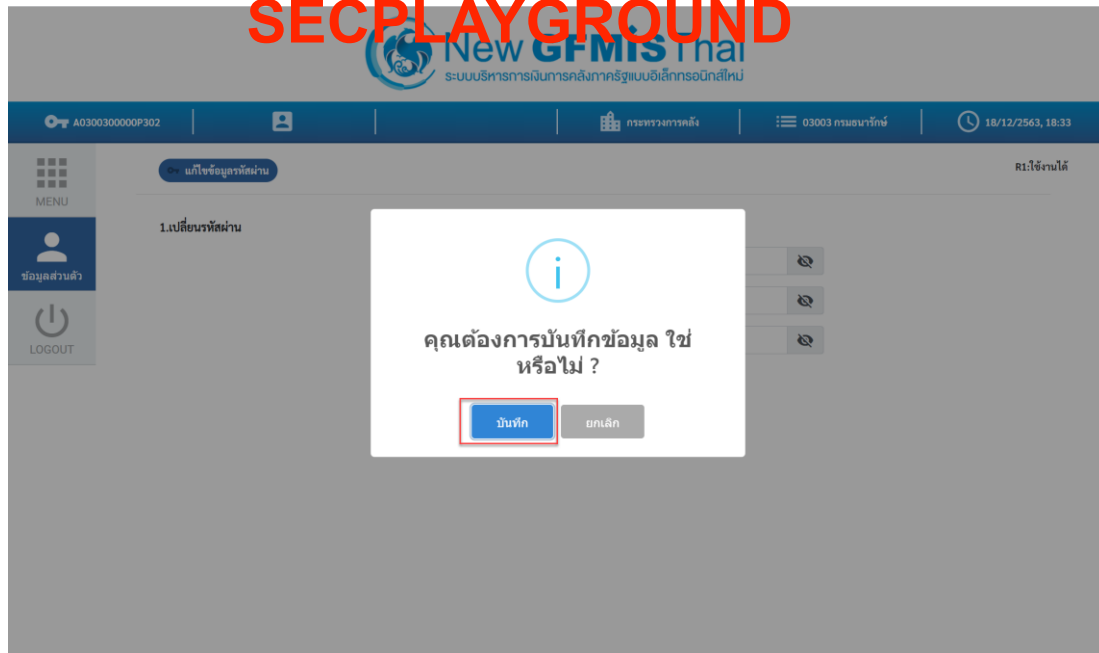 SECPLAYGROUND
New GFMIS Thai
ระบบบริหารการเงินการคลังภาครัฐแบบอิเล็กทรอนิกส์ใหม่
A0300300000P302
กระทรวงการคลัง
03003 กรมธนารักษ์
18/12/2563, 18:33
MENU
แก้ไขข้อมูลรหัสผ่าน
R1:ใช้งานได้
1.เปลี่ยนรหัสผ่าน
ข้อมูลส่วนตัว
LOGOUT
i
คุณต้องการบันทึกข้อมูล ใช่
หรือไม่ ?
บันทึก
ยกเลิก